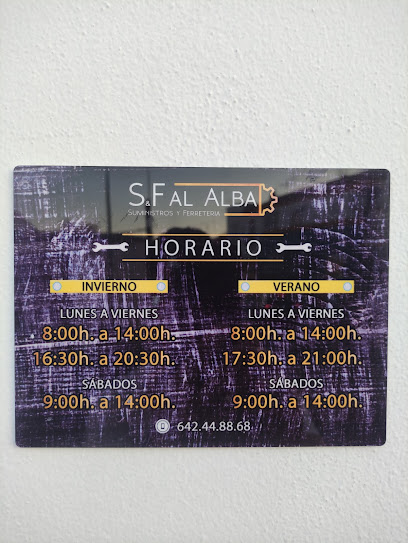 S&F AL ALBA
SUMINISTROS Y FERRETERIA
HORARIO
INVIERNO
LUNES A VIERNES
8:00h. a 14:00h.
16:30h. a 20:30h.
SÁBADOS
9:00h. a 14:00h.
VERANO
LUNES A VIERNES
8:00h. a 14:00h.
17:30h. a 21:00h.
SÁBADOS
9:00h. a 14:00h.
642.44.88.68